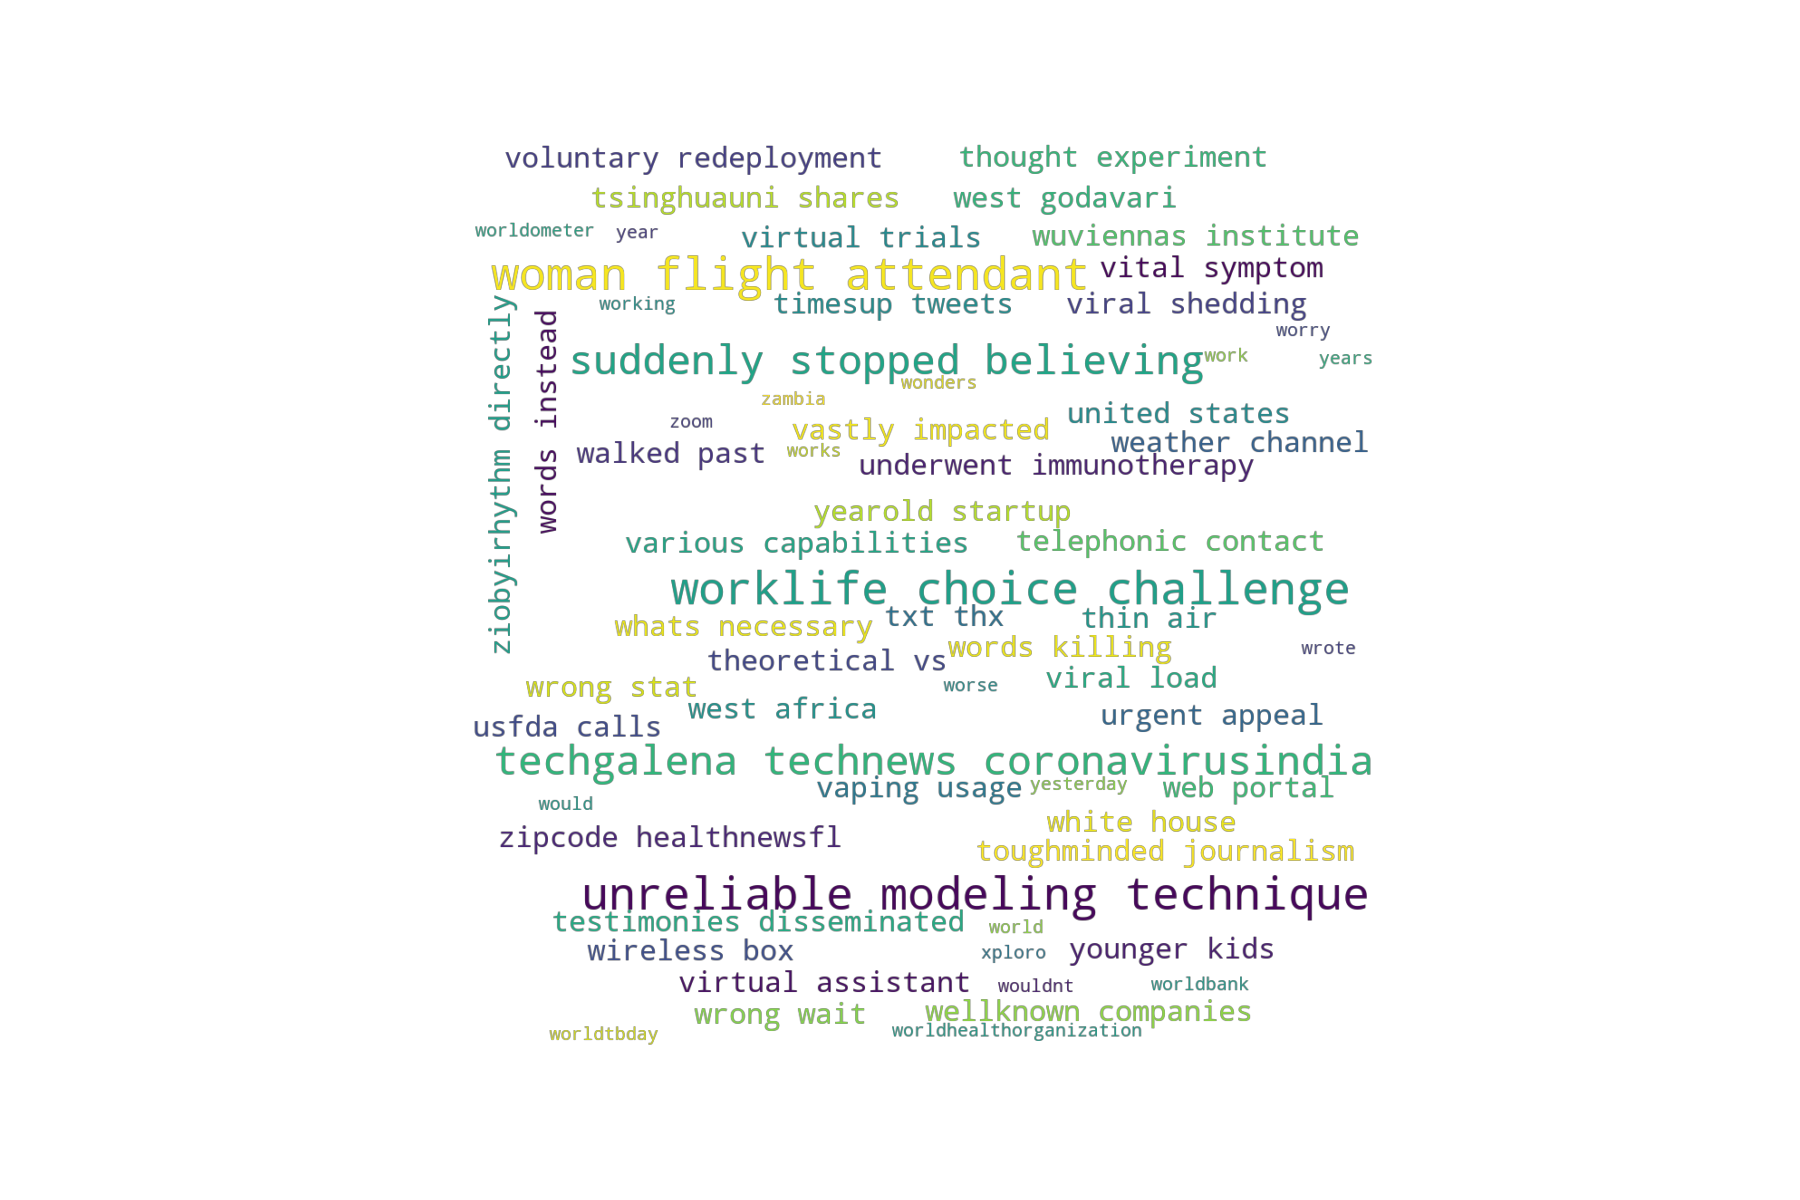 voluntary redeployment
thought experiment
tsinghuauni shares
west godavari
worldometer
year
virtual trials
wuviennas institute
woman flight attendant
vital symptom
ziobyirhythm directly
words instead
working
timesup tweets
viral shedding
worry
suddenly stopped believing
work
years
wonders
zambia
united states
zoom
vastly impacted
weather channel
walked past
works
underwent immunotherapy
yearold startup
various capabilities
telephonic contact
worklife choice challenge
whats necessary
txt thx
thin air
words killing
wrote
theoretical vs
wrong stat
worse
viral load
west africa
urgent appeal
usfda calls
techgalena technews coronavirusindia
vaping usage
yesterday
web portal
would
white house
zipcode healthnewsfl
toughminded journalism
unreliable modeling technique
testimonies disseminated
world
wireless box
xploro
younger kids
virtual assistant
wouldnt
worldbank
wrong wait
wellknown companies
worldtbday
worldhealthorganization